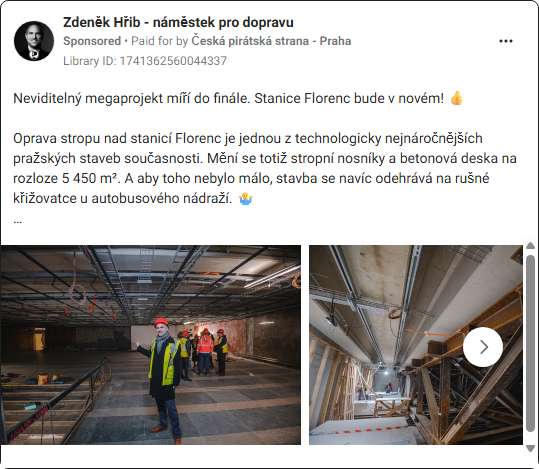 Zdeněk Hřib - náměstek pro dopravu
Sponsored • Paid for by Česká pirátská strana - Praha
Library ID: 1741362560044337
Neviditelný megaprojekt míří do finále. Stanice Florenc bude v novém! 👍
Oprava stropu nad stanicí Florenc je jednou z technologicky nejnáročnějších
pražských staveb současnosti. Mění se totiž stropní nosníky a betonová deska na
rozloze 5 450 m². A aby toho nebylo málo, stavba se navíc odehrává na rušné
křižovatce u autobusového nádraží. 🤷‍♂️
...